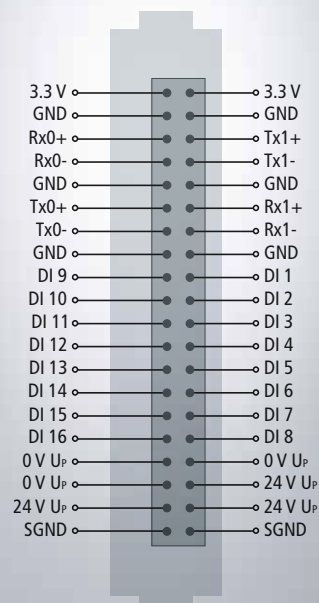 3.3 V 3.3 V
GND GND
Rx0+ Tx1+
Rx0- Tx1-
GND GND
Tx0+ Rx1+
Tx0- Rx1-
GND GND
DI 9 DI 1
DI 10 DI 2
DI 11 DI 3
DI 12 DI 4
DI 13 DI 5
DI 14 DI 6
DI 15 DI 7
DI 16 DI 8
0 V UP 0 V UP
0 V UP 24 V UP
24 V UP 24 V UP
SGND SGND